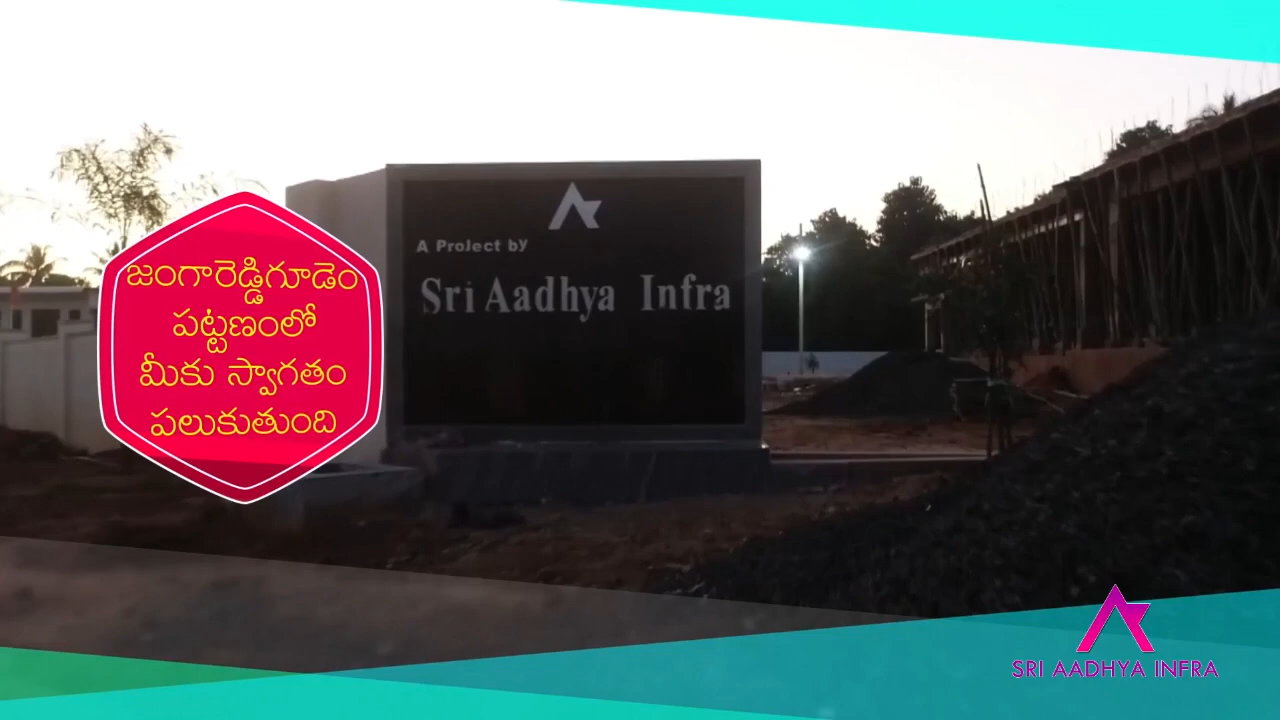 జంగారెడ్డిగూడెం
పట్టణంలో
మీకు స్వాగతం
పలుకుతుంది
A Project by
Sri Aadhya Infra
SRI AADHYA INFRA